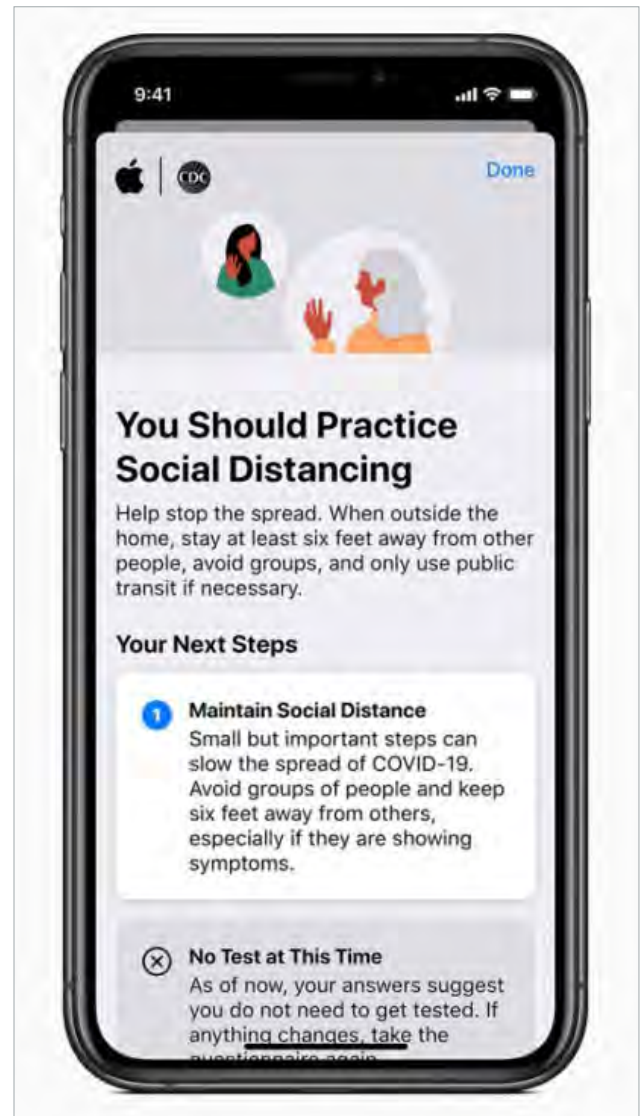 9:41
CDC
Done
You Should Practice
Social Distancing
Help stop the spread. When outside the
home, stay at least six feet away from other
people, avoid groups, and only use public
transit if necessary.
Your Next Steps
1
Maintain Social Distance
Small but important steps can
slow the spread of COVID-19.
Avoid groups of people and keep
six feet away from others,
especially if they are showing
symptoms.
No Test at This Time
As of now, your answers suggest
you do not need to get tested. If
anything changes, take the
questionnaire again.